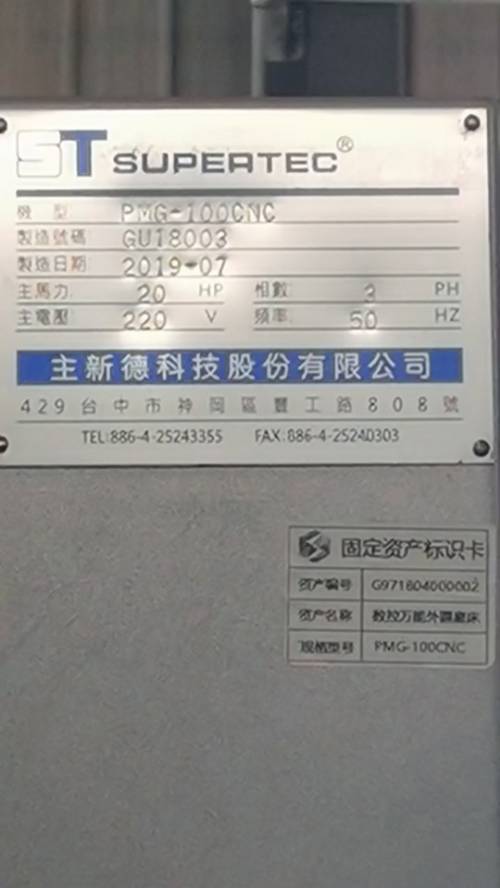 ST SUPERTEC®
機 型 PMG-100CNC
製造號碼 GU18003
製造日期 2019-07
主馬力 20 HP 相數 3 PH
主電壓 220 V 頻率 50 HZ
主新德科技股份有限公司
429台中市神岡區豐工路808號
TEL:886-4-25243355 FAX:886-4-25240303
固定资产标识卡
资产编号 G971804000002
资产名称 数控万能外圆磨床
规格型号 PMG-100CNC